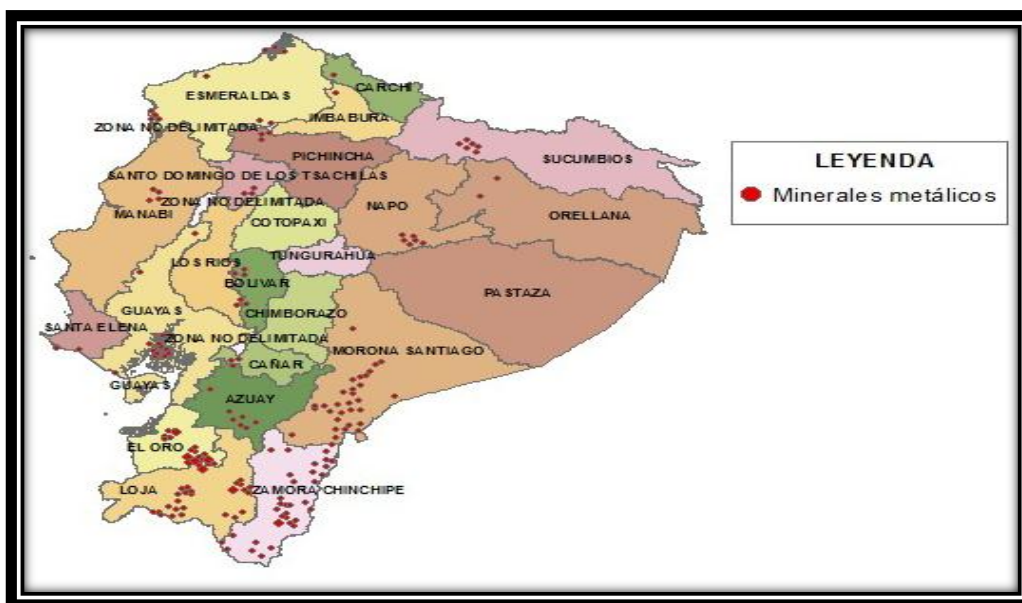 CARCHI
ESMERALDAS
IMBABURA
ZONA NO DELIMITADA
PICHINCHA
SUCUMBIOS
LEYENDA
Minerales metálicos
SANTO DOMINGO DE LOS TSACHILAS
ZONA NO DELIMITADA
NAPO
MANABI
ORELLANA
COTOPAXI
TUNGURAHUA
LOS RIOS
BOLIVAR
PASTAZA
GUAYAS
CHIMBORAZO
SANTA ELENA
ZONA NO DELIMITADA
MORONA SANTIAGO
CAÑAR
GUAYAS
AZUAY
EL ORO
LOJA
ZAMORA CHINCHIPE